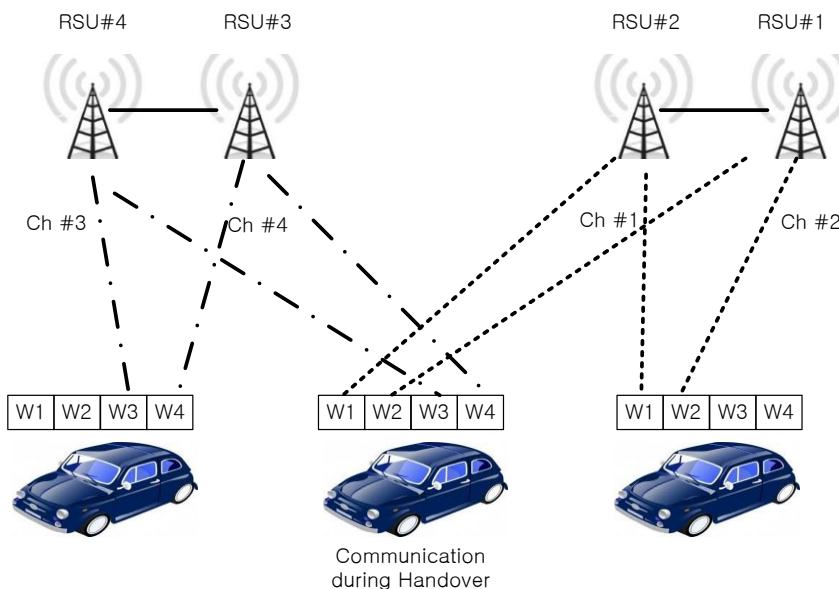 RSU#4
RSU#3
RSU#2
RSU#1
Ch #3
Ch #4
Ch #1
Ch #2
W1 W2 W3 W4
W1 W2 W3 W4
W1 W2 W3 W4
Communication
during Handover